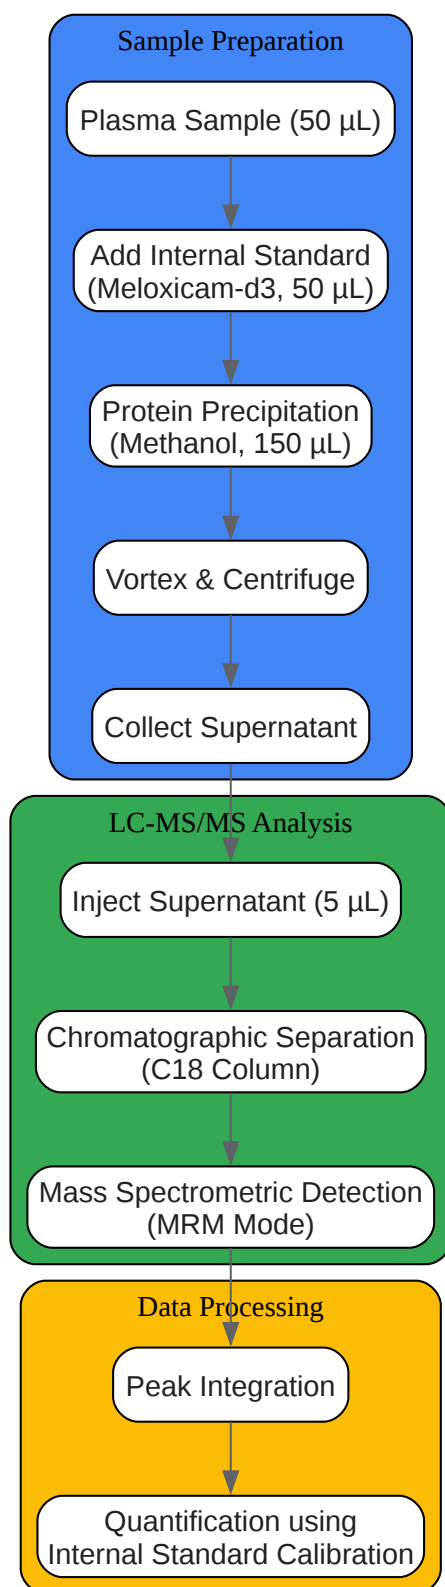 Sample Preparation
Plasma Sample (50 µL)
Add Internal Standard
(Meloxicam-d3, 50 µL)
Protein Precipitation
(Methanol, 150 µL)
Vortex & Centrifuge
Collect Supernatant
LC-MS/MS Analysis
Inject Supernatant (5 µL)
Chromatographic Separation
(C18 Column)
Mass Spectrometric Detection
(MRM Mode)
Data Processing
Peak Integration
Quantification using
Internal Standard Calibration